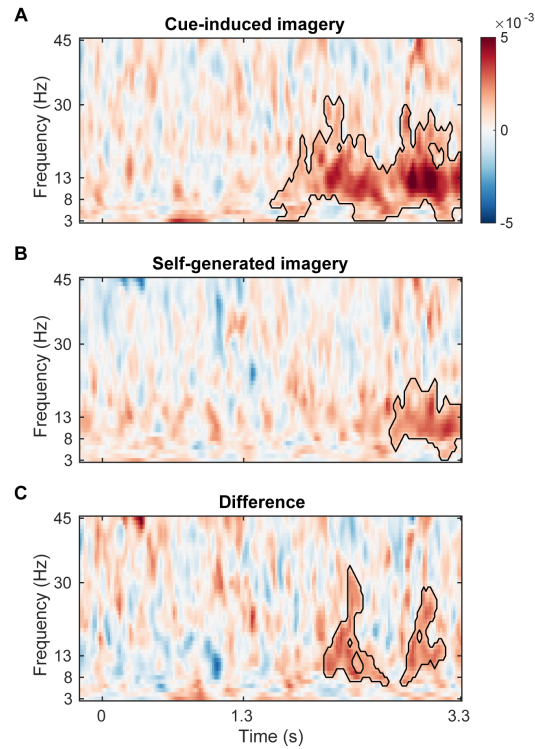 A
Cue-induced imagery
×10⁻³
45
30
13
8
3
Frequency (Hz)
5
0
-5
B
Self-generated imagery
45
30
13
8
3
Frequency (Hz)
C
Difference
45
30
13
8
3
Frequency (Hz)
0 1.3 3.3
Time (s)